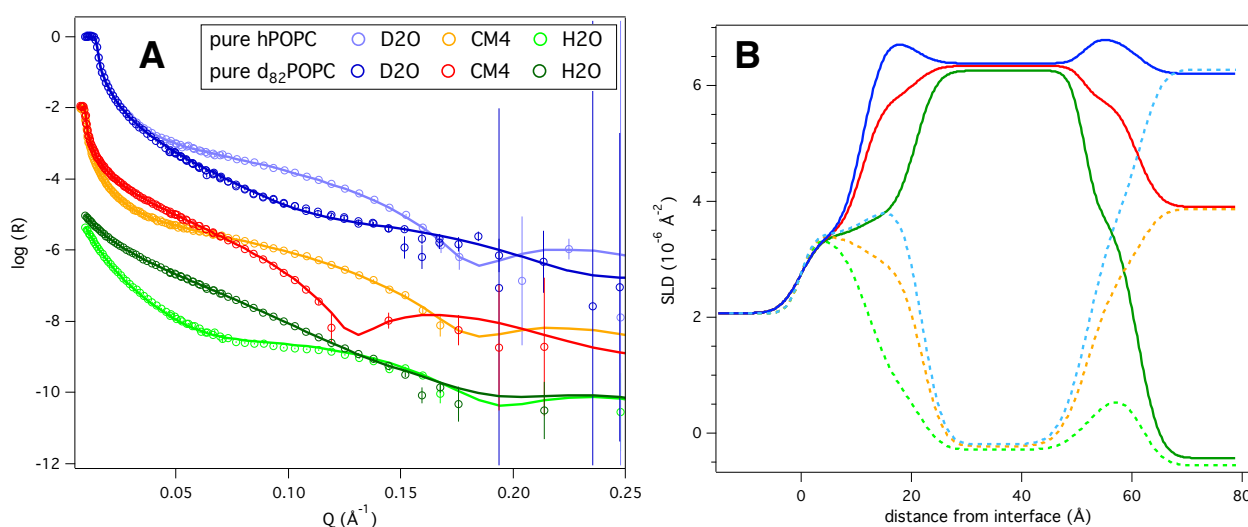 A
pure hPOPC D2O CM4 H2O
pure d82POPC D2O CM4 H2O
log (R)
0
-2
-4
-6
-8
-10
-12
0.05 0.10 0.15 0.20 0.25
Q (Å-1)
B
SLD (10-6 Å-2)
6
4
2
0
0 20 40 60 80
distance from interface (Å)